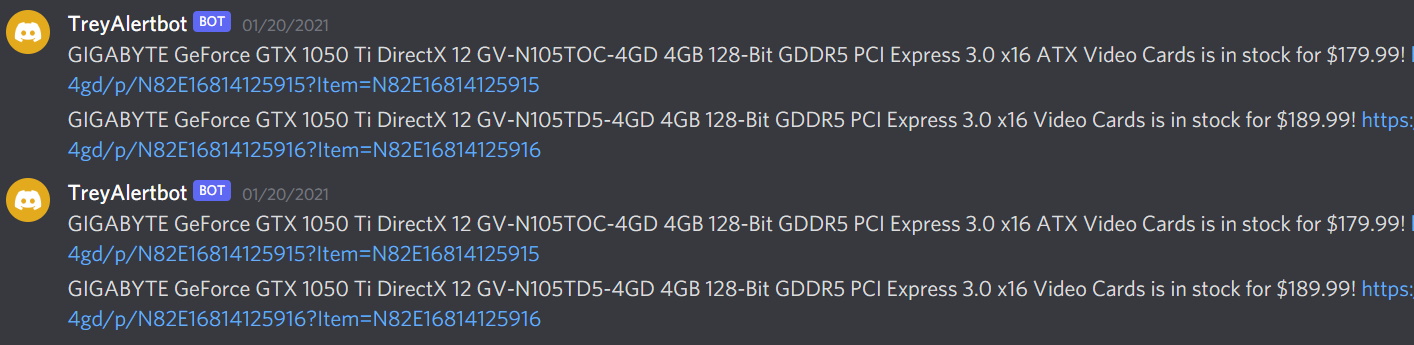 TreyAlertbot BOT 01/20/2021
GIGABYTE GeForce GTX 1050 Ti DirectX 12 GV-N105TOC-4GD 4GB 128-Bit GDDR5 PCI Express 3.0 x16 ATX Video Cards is in stock for $179.99!
4gd/p/N82E16814125915?Item=N82E16814125915
GIGABYTE GeForce GTX 1050 Ti DirectX 12 GV-N105TD5-4GD 4GB 128-Bit GDDR5 PCI Express 3.0 x16 Video Cards is in stock for $189.99! https:
4gd/p/N82E16814125916?Item=N82E16814125916
TreyAlertbot BOT 01/20/2021
GIGABYTE GeForce GTX 1050 Ti DirectX 12 GV-N105TOC-4GD 4GB 128-Bit GDDR5 PCI Express 3.0 x16 ATX Video Cards is in stock for $179.99!
4gd/p/N82E16814125915?Item=N82E16814125915
GIGABYTE GeForce GTX 1050 Ti DirectX 12 GV-N105TD5-4GD 4GB 128-Bit GDDR5 PCI Express 3.0 x16 Video Cards is in stock for $189.99! https:
4gd/p/N82E16814125916?Item=N82E16814125916